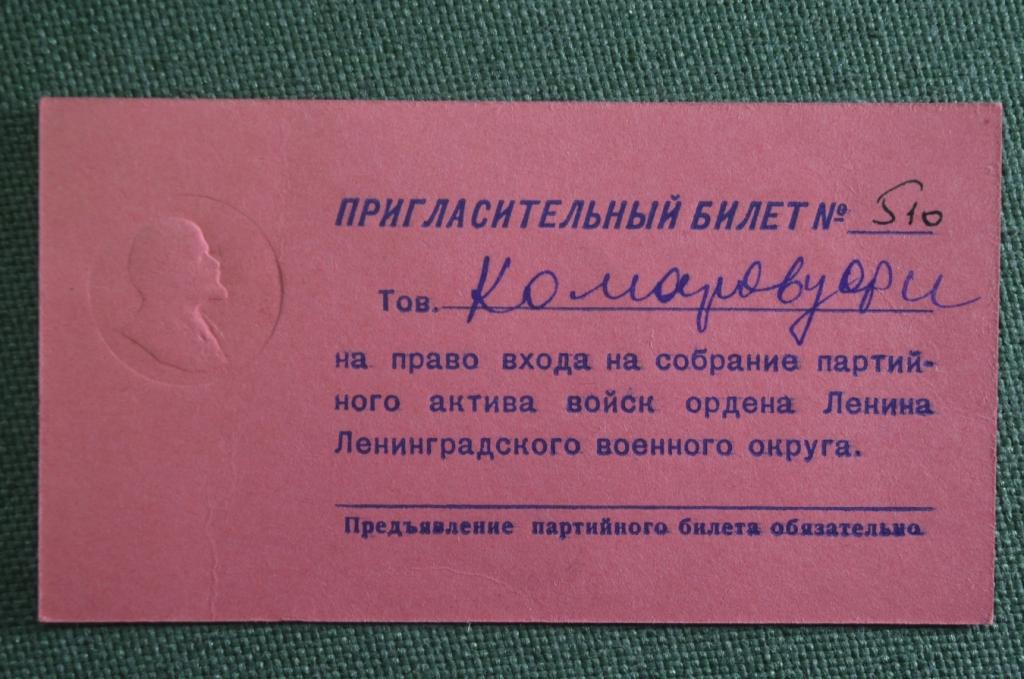 ПРИГЛАСИТЕЛЬНЫЙ БИЛЕТ № 510
Тов.
на право входа на собрание партий-
ного актива войск ордена Ленина
Ленинградского военного округа.
Предъявление партийного билета обязательно